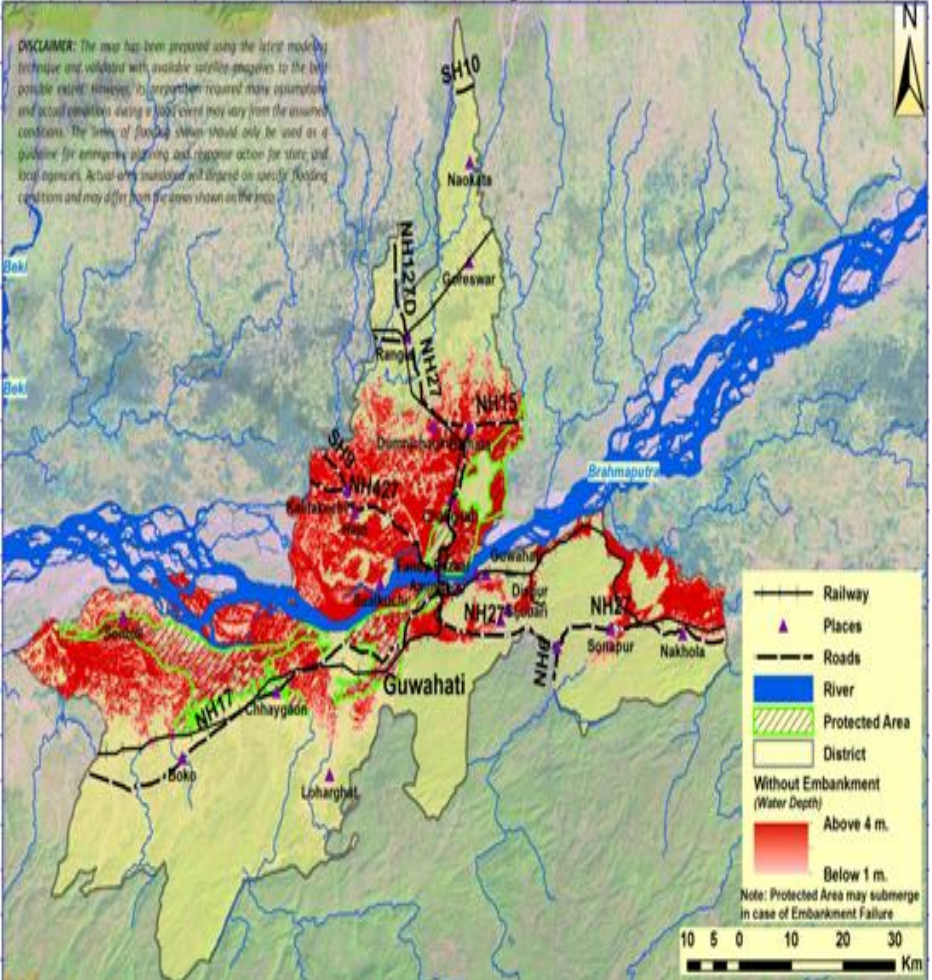 DISCLAIMER: The map has been prepared using the latest modeling
technique and validated with available satellite imageries to the best
possible extent. However, its preparation required many assumptions
and actual conditions during a flood event may vary from the assumed
conditions. The limits of flooding shown should only be used as a
guideline for emergency planning and response action for state and
local agencies. Actual areas inundated will depend on specific flooding
conditions and may differ from the areas shown on the map.
N
SH10
Naokata
NH127D
Goreswar
Beki
Rangia
NH27
Beki
NH15
SH9
Brahmaputra
NH427
Hajo
Guwahati
Dispur
NH27
NH27
Sonapur
Nakhola
NH6
Guwahati
NH17
Chhaygaon
Boko
Loharghat
Railway
Places
Roads
River
Protected Area
District
Without Embankment
(Water Depth)
Above 4 m.
Below 1 m.
Note: Protected Area may submerge
in case of Embankment Failure
10 5 0 10 20 30
Km